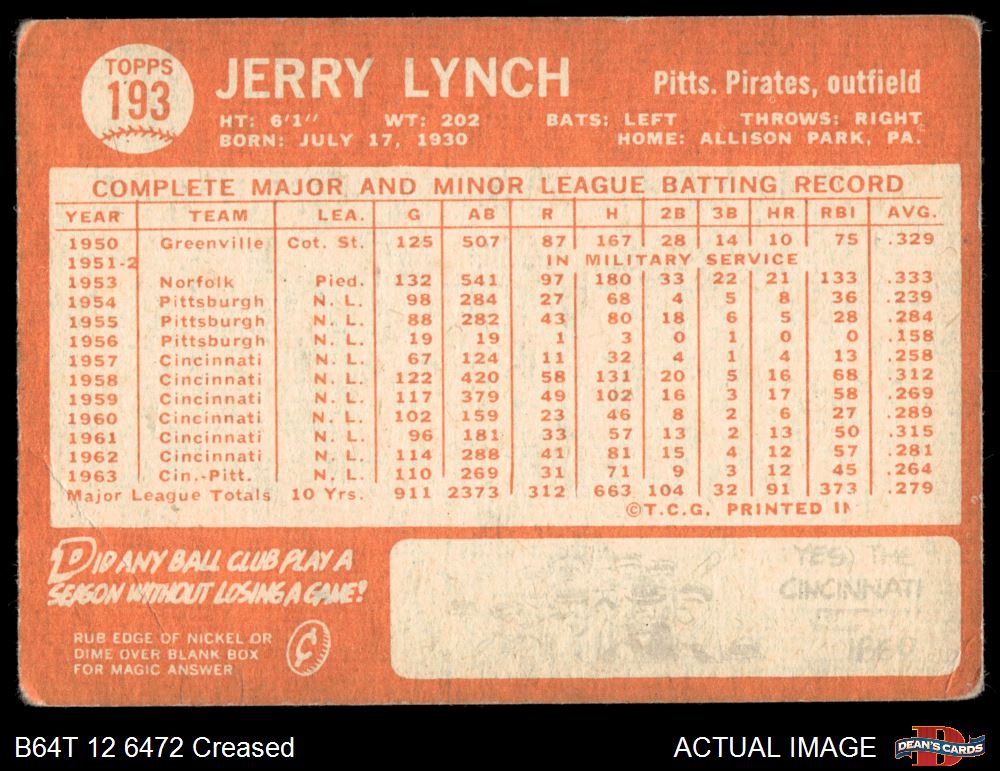 TOPPS
193
JERRY LYNCH
Pitts. Pirates, outfield
HT: 6'1" WT: 202 BATS: LEFT THROWS: RIGHT
BORN: JULY 17, 1930 HOME: ALLISON PARK, PA.
COMPLETE MAJOR AND MINOR LEAGUE BATTING RECORD
YEAR TEAM LEA. G AB R H 2B 3B HR RBI AVG.
1950 Greenville Cot. St. 125 507 87 167 28 14 10 75 .329
1951-2 IN MILITARY SERVICE
1953 Norfolk Pied. 132 541 97 180 33 22 21 133 .333
1954 Pittsburgh N. L. 98 284 27 68 4 5 8 36 .239
1955 Pittsburgh N. L. 88 282 43 80 18 6 5 28 .284
1956 Pittsburgh N. L. 19 19 1 3 0 1 0 0 .158
1957 Cincinnati N. L. 67 124 11 32 4 1 4 13 .258
1958 Cincinnati N. L. 122 420 58 131 20 5 16 68 .312
1959 Cincinnati N. L. 117 379 49 102 16 3 17 58 .269
1960 Cincinnati N. L. 102 159 23 46 8 2 6 27 .289
1961 Cincinnati N. L. 96 181 33 57 13 2 13 50 .315
1962 Cincinnati N. L. 114 288 41 81 15 4 12 57 .281
1963 Cin.-Pitt. N. L. 110 269 31 71 9 3 12 45 .264
Major League Totals 10 Yrs. 911 2373 312 663 104 32 91 373 .279
©T.C.G. PRINTED IN
DID ANY BALL CLUB PLAY A
SEASON WITHOUT LOSING A GAME?
RUB EDGE OF NICKEL OR
DIME OVER BLANK BOX
FOR MAGIC ANSWER
¢
YES) THE
CINCINNATI
B64T 12 6472 Creased
ACTUAL IMAGE
DEAN'S CARDS